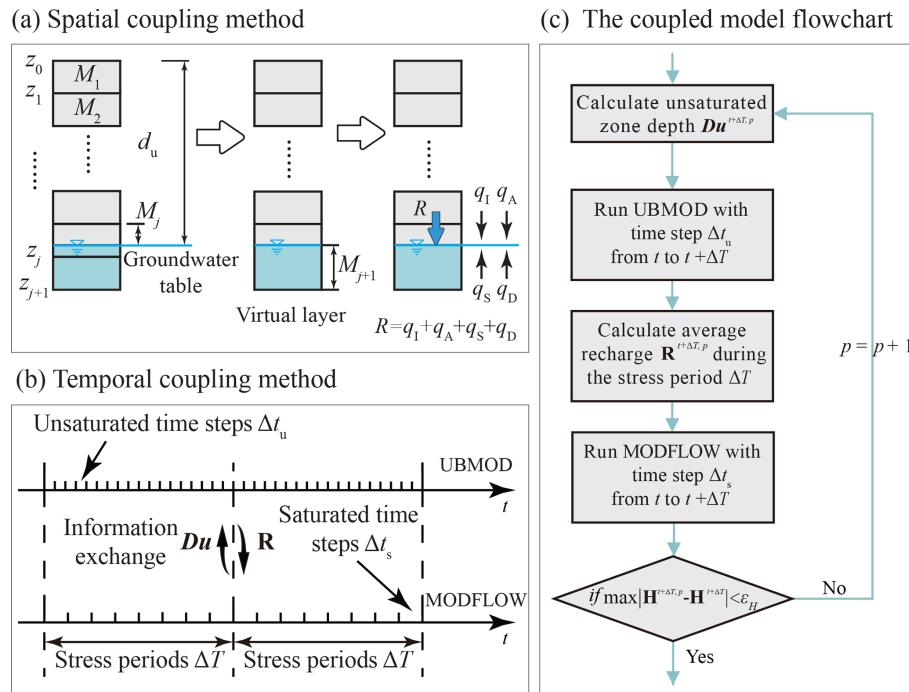 (a) Spatial coupling method
z0
z1
M1
M2
du
Mj
zj
zj+1
Groundwater
table
Mj+1
Virtual layer
R
qI
qA
qS
qD
R=qI+qA+qS+qD
(b) Temporal coupling method
Unsaturated time steps Δtu
UBMOD
t
Information
exchange
Du
R
Saturated time
steps Δts
MODFLOW
t
Stress periods ΔT
Stress periods ΔT
(c) The coupled model flowchart
Calculate unsaturated
zone depth Du^t+ΔT, p
Run UBMOD with
time step Δtu
from t to t +ΔT
Calculate average
recharge R^t+ΔT, p during
the stress period ΔT
p = p + 1
Run MODFLOW with
time step Δts
from t to t +ΔT
if max|H^t+ΔT, p-H^t+ΔT|<εH
No
Yes